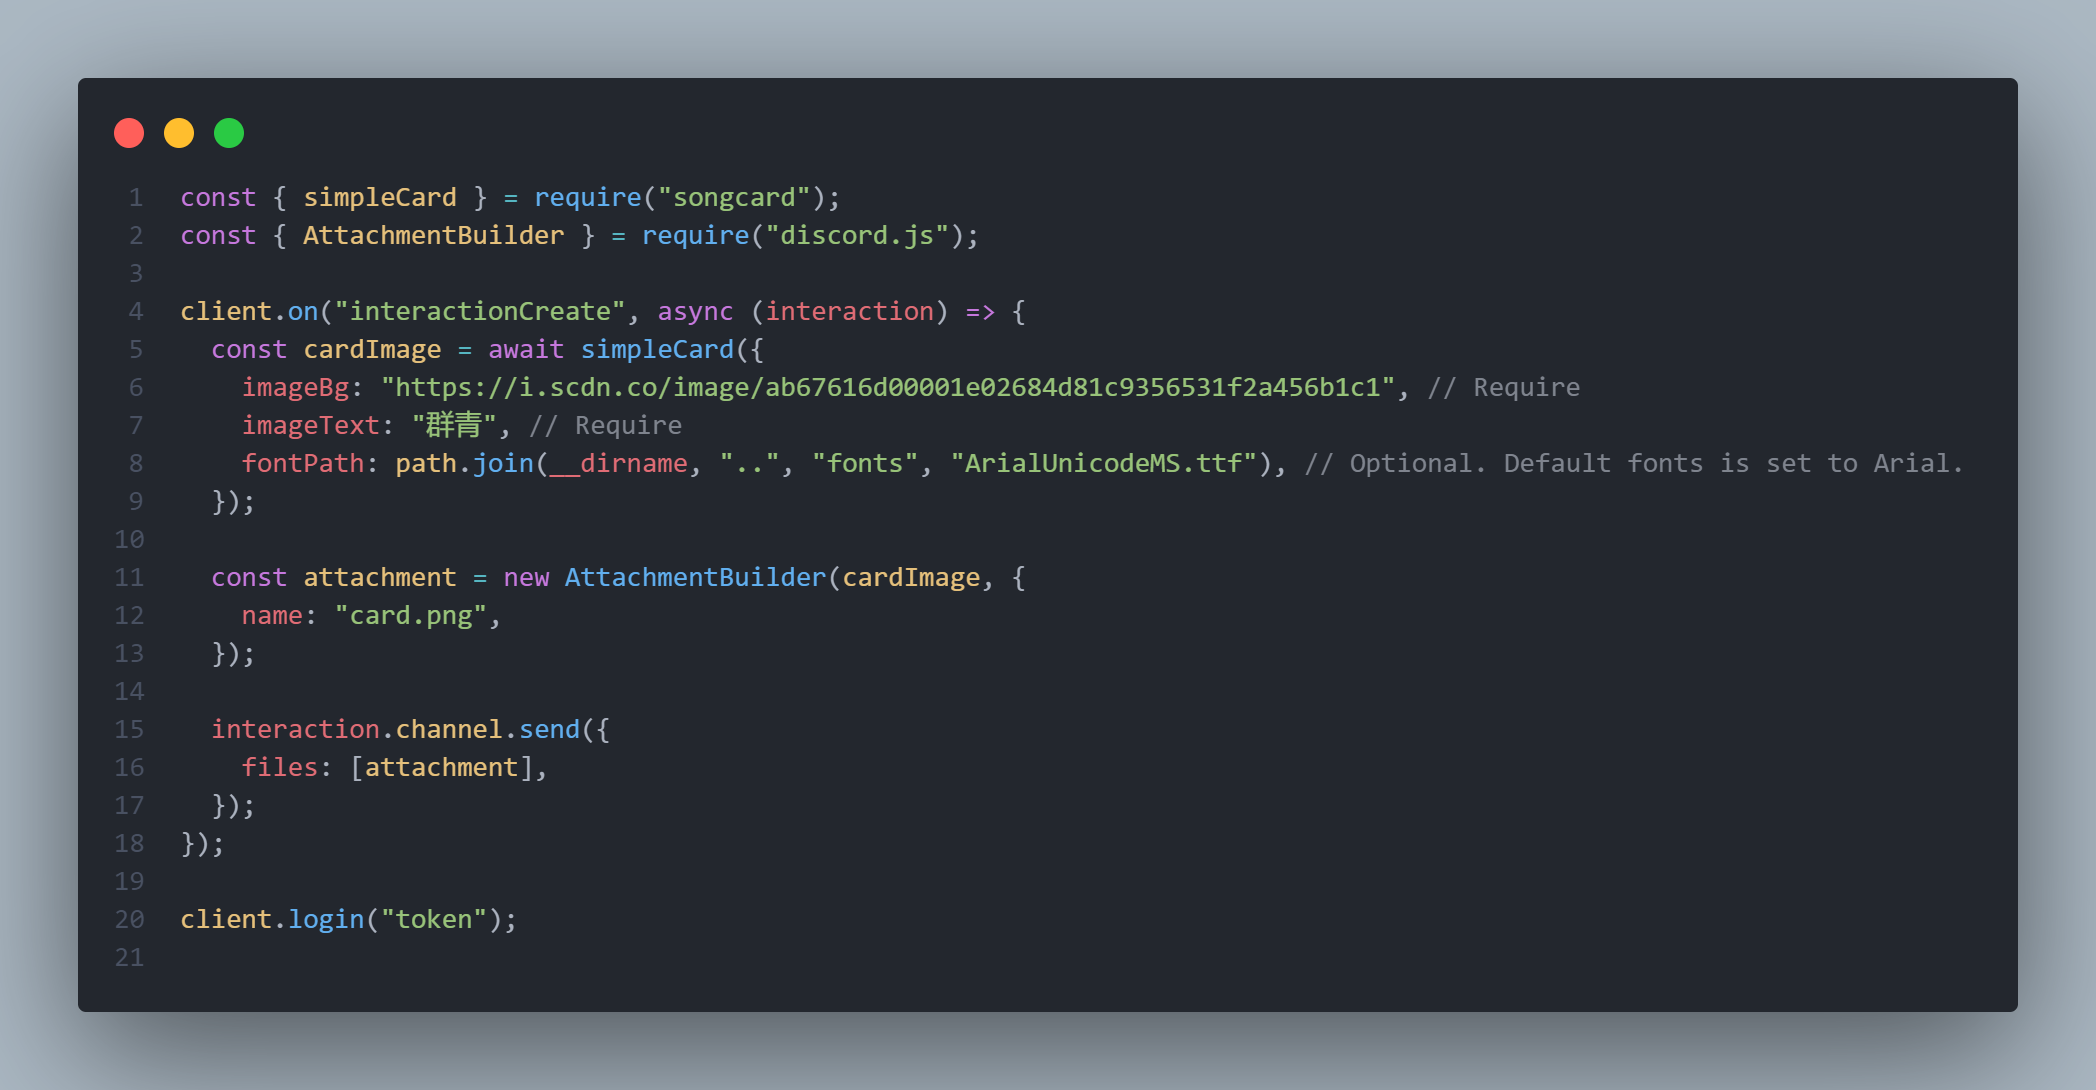 1 const { simpleCard } = require("songcard");
2 const { AttachmentBuilder } = require("discord.js");
3
4 client.on("interactionCreate", async (interaction) => {
5   const cardImage = await simpleCard({
6     imageBg: "https://i.scdn.co/image/ab67616d00001e02684d81c9356531f2a456b1c1", // Require
7     imageText: "群青", // Require
8     fontPath: path.join(__dirname, "..", "fonts", "ArialUnicodeMS.ttf"), // Optional. Default fonts is set to Arial.
9   });
10
11   const attachment = new AttachmentBuilder(cardImage, {
12     name: "card.png",
13   });
14
15   interaction.channel.send({
16     files: [attachment],
17   });
18 });
19
20 client.login("token");
21